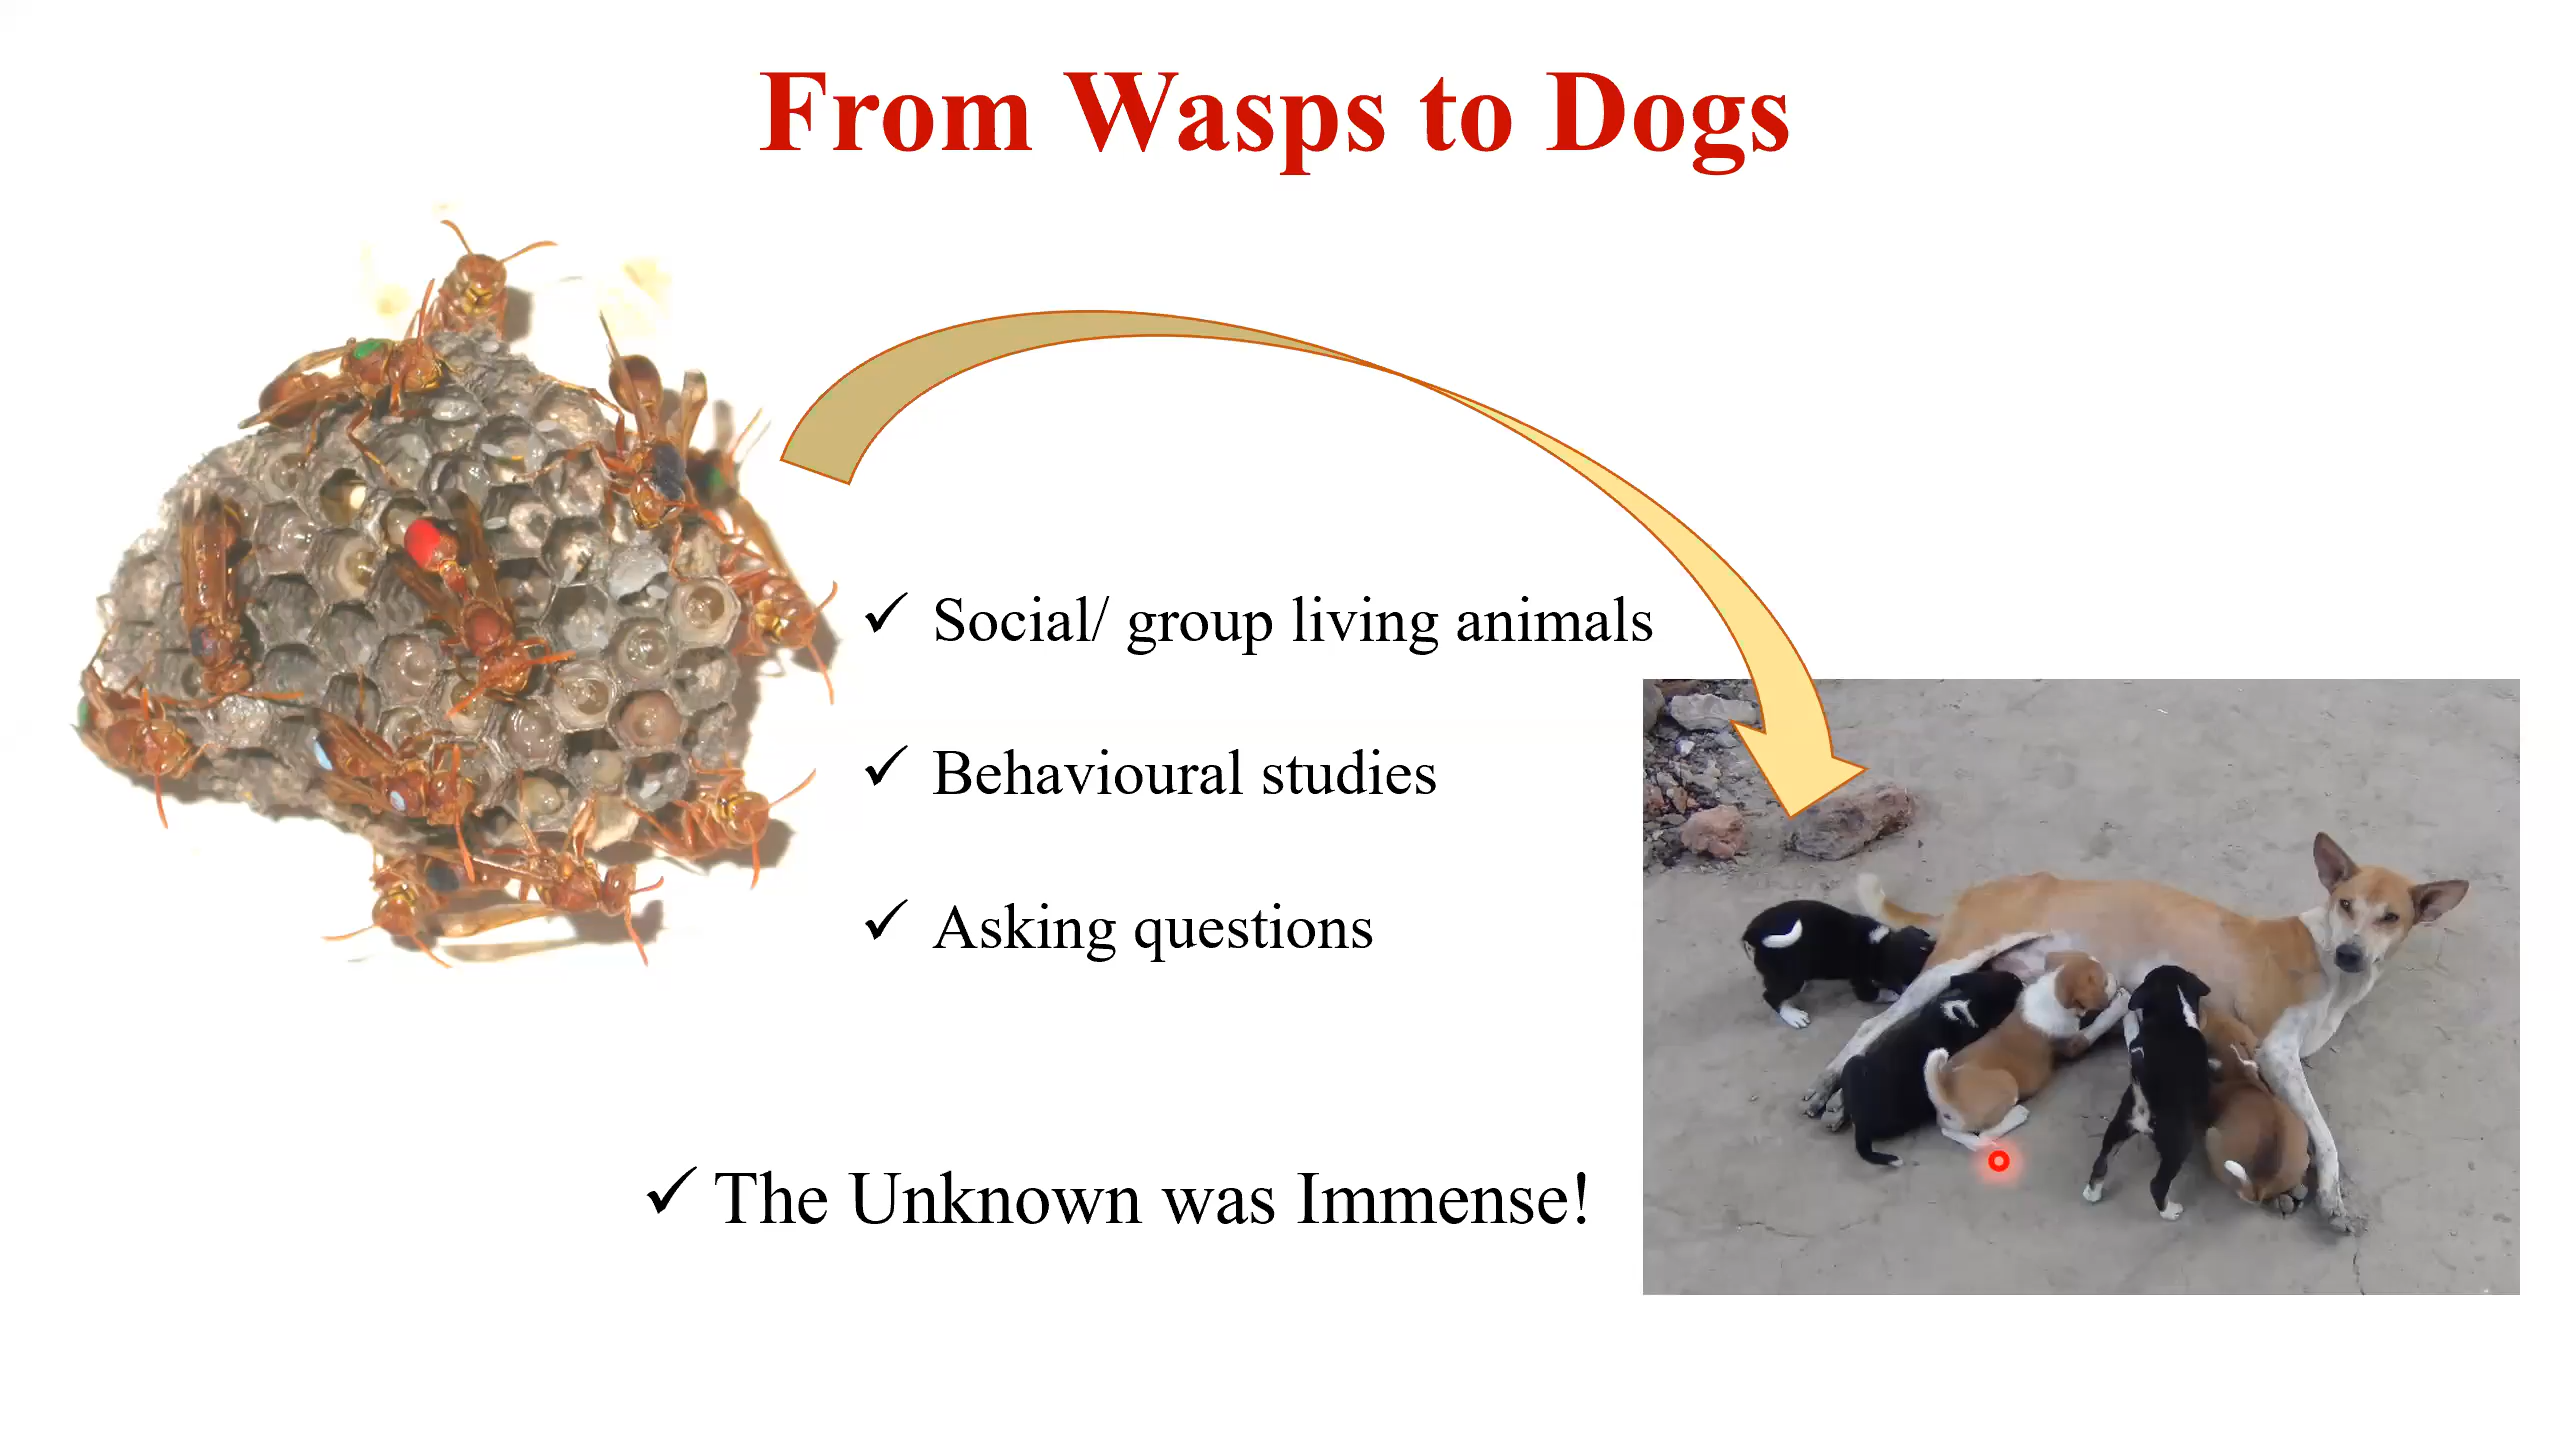 From Wasps to Dogs
✓ Social/ group living animals
✓ Behavioural studies
✓ Asking questions
✓ The Unknown was Immense!